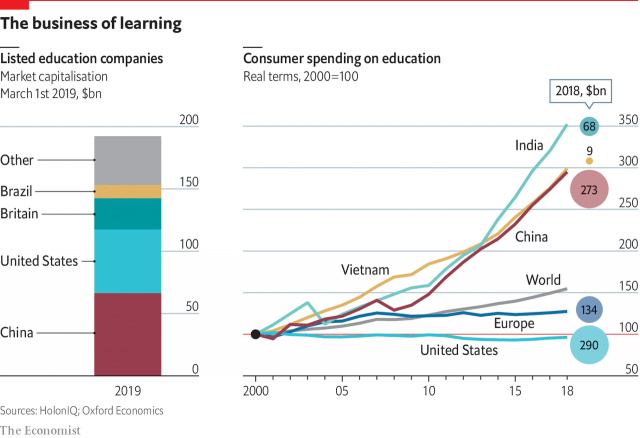 The business of learning
Listed education companies
Market capitalisation
March 1st 2019, $bn
200
Other
150
Brazil
Britain
100
United States
50
China
0
2019
Consumer spending on education
Real terms, 2000=100
2018, $bn
350
68
India
9
300
273
250
China
Vietnam
200
World
150
134
Europe
100
United States
290
50
2000
05
10
15
18
Sources: HolonIQ; Oxford Economics
The Economist